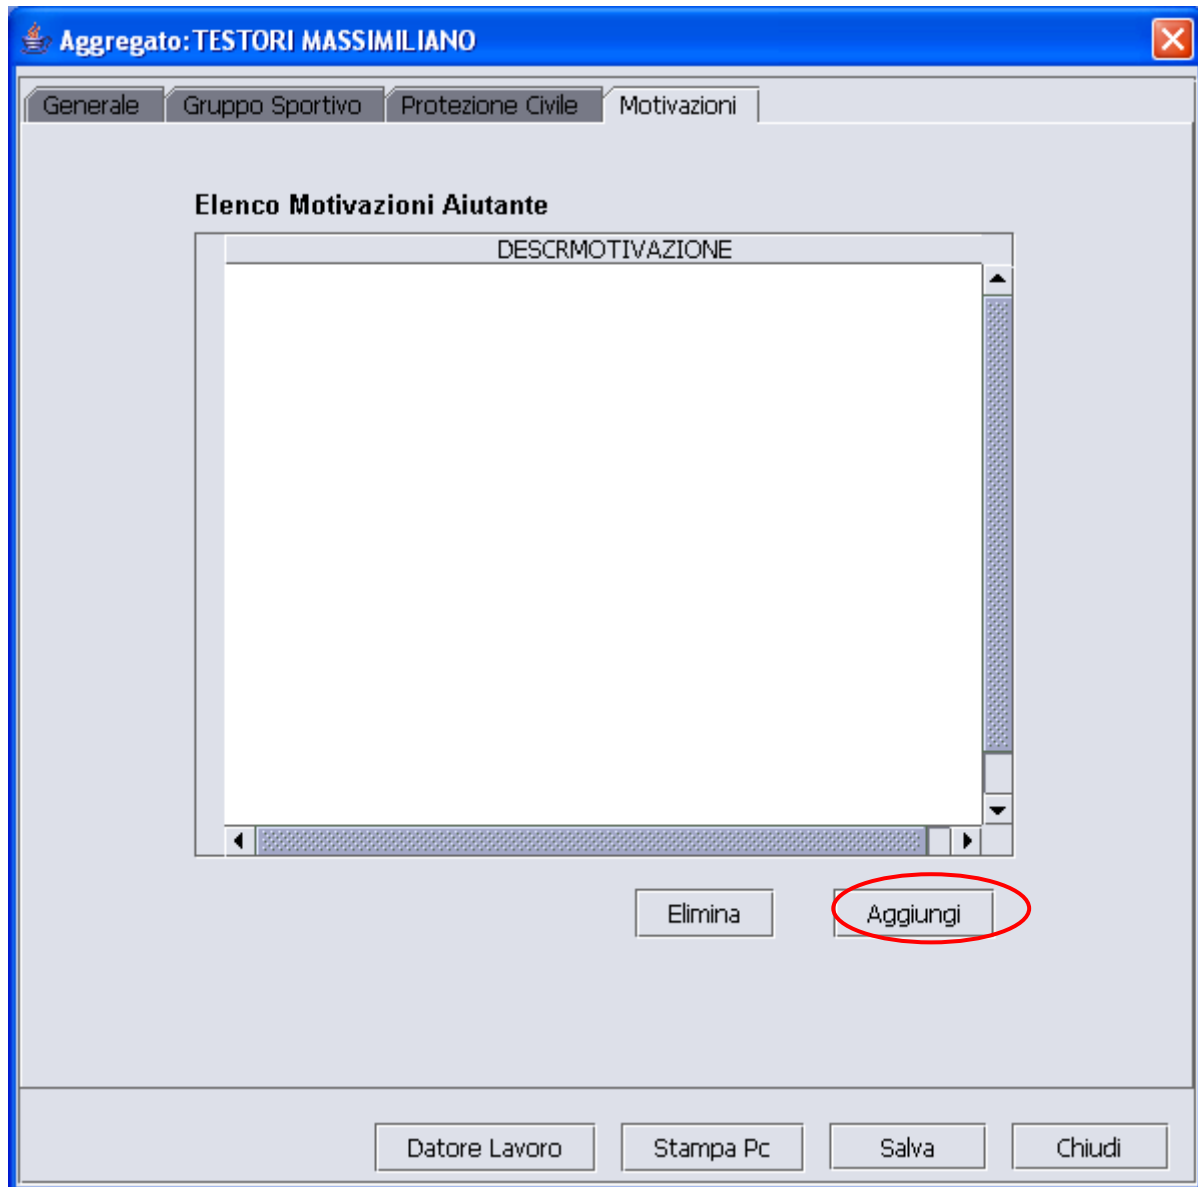 Aggregato: TESTORI MASSIMILIANO
Generale Gruppo Sportivo Protezione Civile Motivazioni
Elenco Motivazioni Aiutante
DESCRMOTIVAZIONE
Elimina Aggiungi
Datore Lavoro Stampa Pc Salva Chiudi